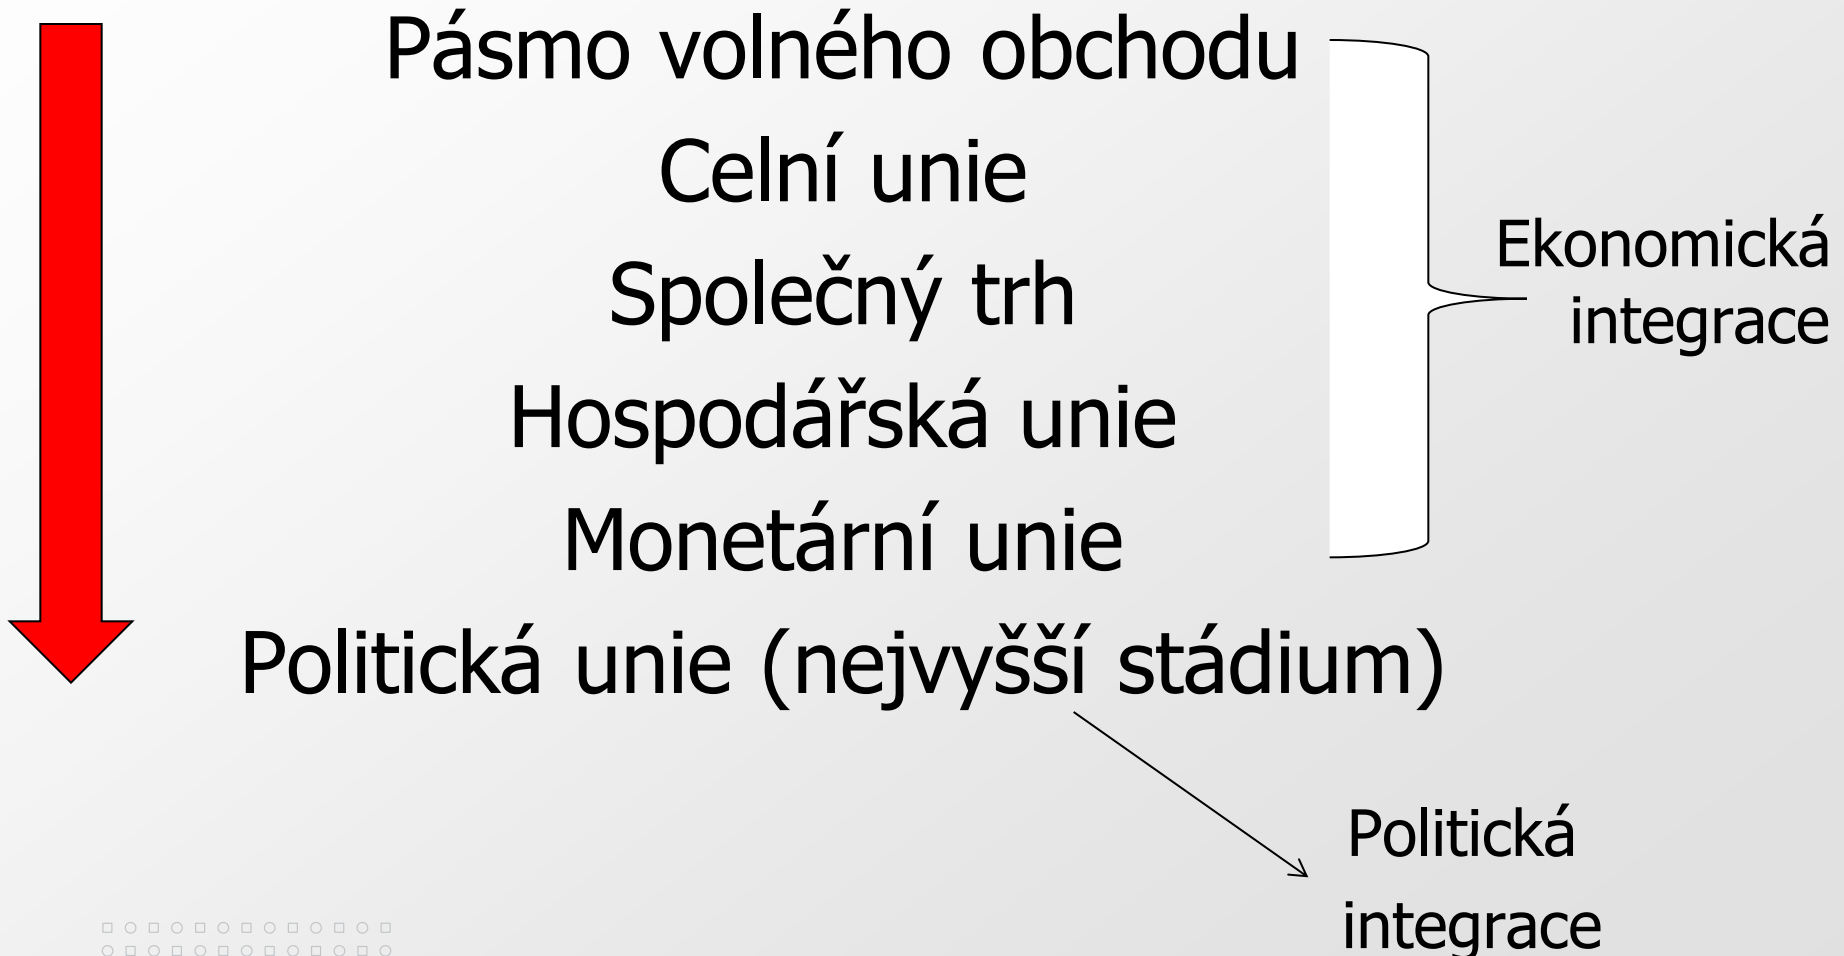 Pásmo volného obchodu
Celní unie
Společný trh
Hospodářská unie
Monetární unie
Politická unie (nejvyšší stádium)
Ekonomická
integrace
Politická
integrace